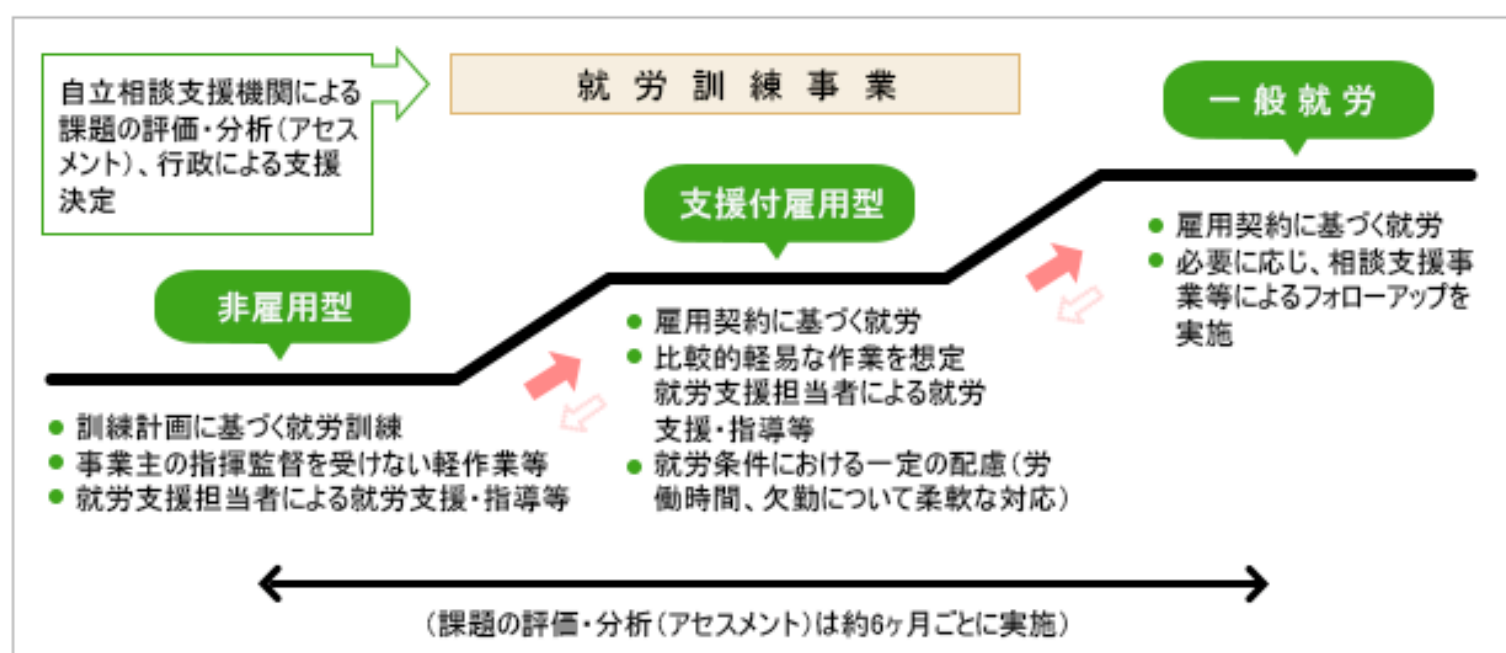 自立相談支援機関による
課題の評価・分析(アセス
メント)、行政による支援
決定
就労訓練事業
一般就労
支援付雇用型
非雇用型
● 雇用契約に基づく就労
● 必要に応じ、相談支援事
業等によるフォローアップを
実施
● 雇用契約に基づく就労
● 比較的軽易な作業を想定
就労支援担当者による就労
支援・指導等
● 就労条件における一定の配慮(労
働時間、欠勤について柔軟な対応)
● 訓練計画に基づく就労訓練
● 事業主の指揮監督を受けない軽作業等
● 就労支援担当者による就労支援・指導等
(課題の評価・分析(アセスメント)は約6ヶ月ごとに実施)